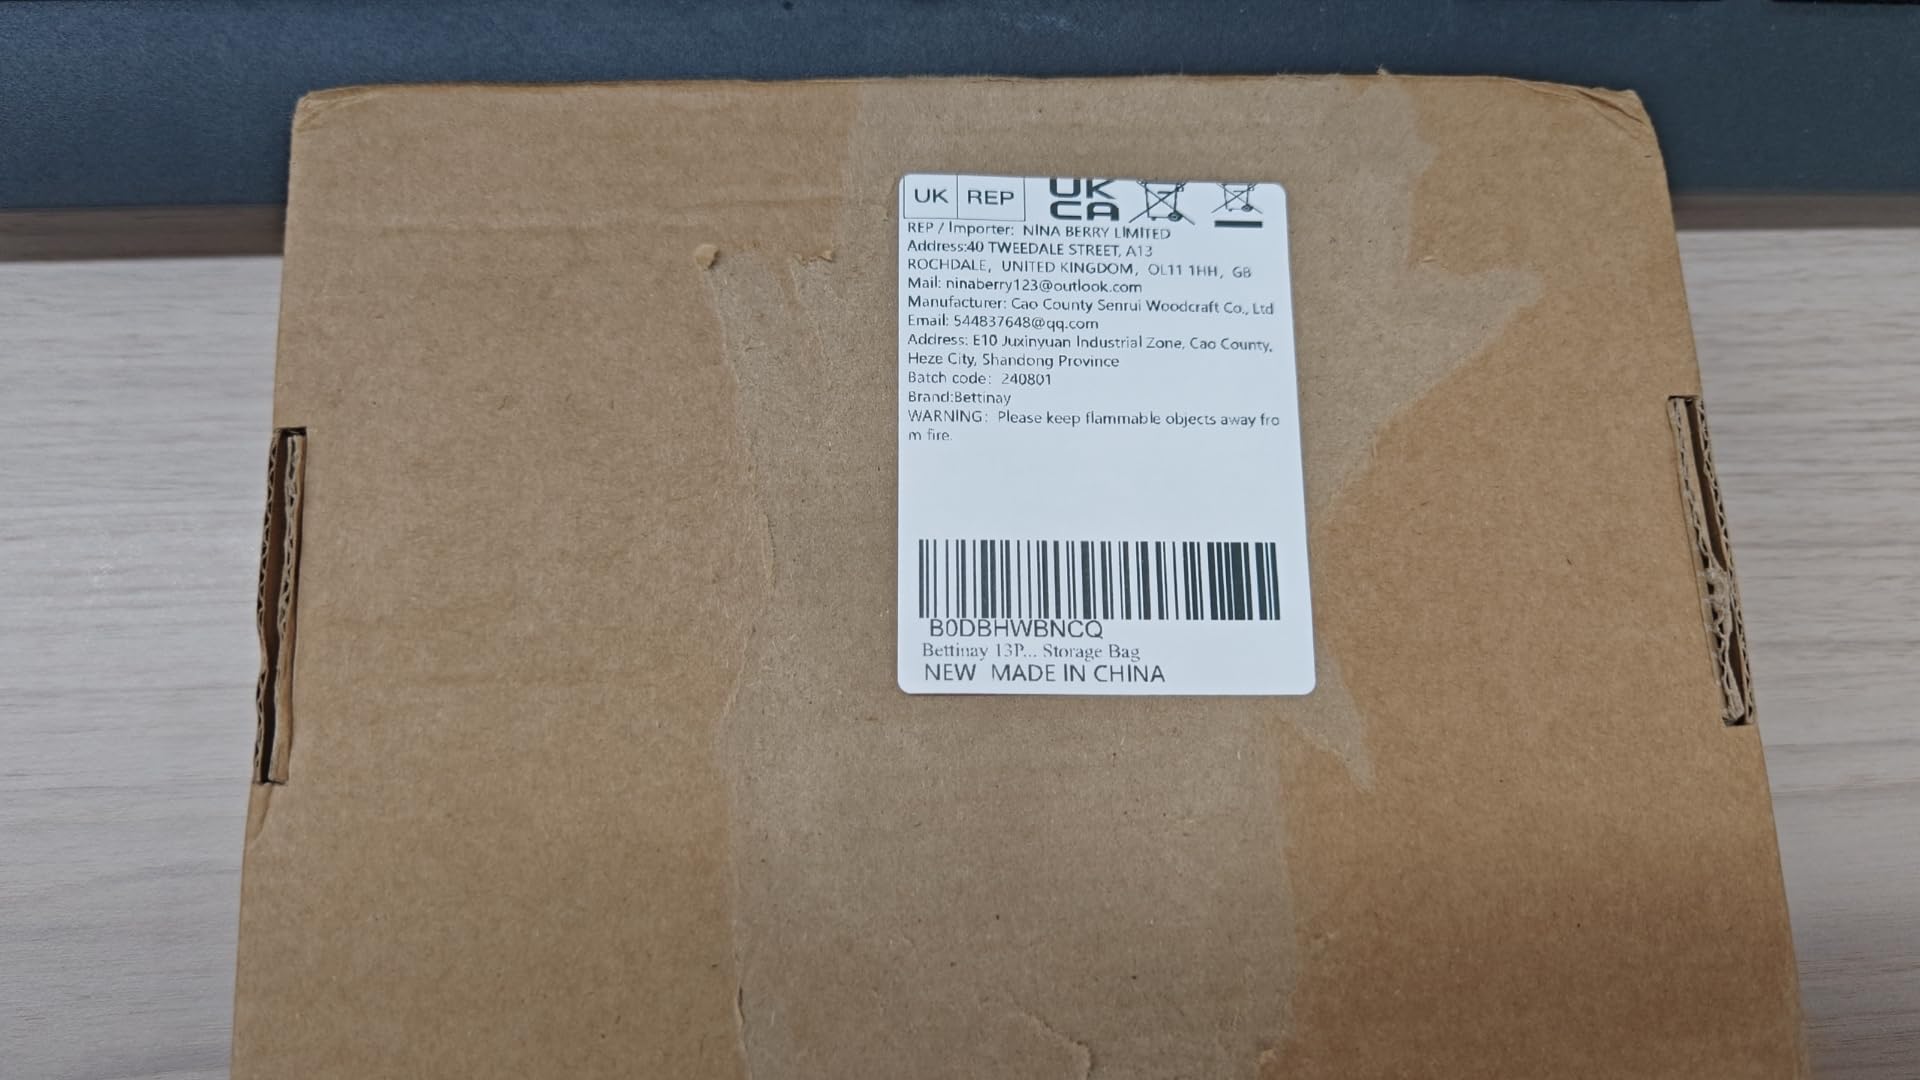 UK REP UK CA
REP / Importer: NINA BERRY LIMITED
Address:40 TWEEDALE STREET, A13
ROCHDALE, UNITED KINGDOM, OL11 1HH, GB
Mail: ninaberry123@outlook.com
Manufacturer: Cao County Senrui Woodcraft Co., Ltd
Email: 544837648@qq.com
Address: E10 Juxinyuan Industrial Zone, Cao County,
Heze City, Shandong Province
Batch code: 240801
Brand:Bettinay
WARNING: Please keep flammable objects away fro
m fire.
B0DBHWBNCQ
Bettinay 13P... Storage Bag
NEW MADE IN CHINA